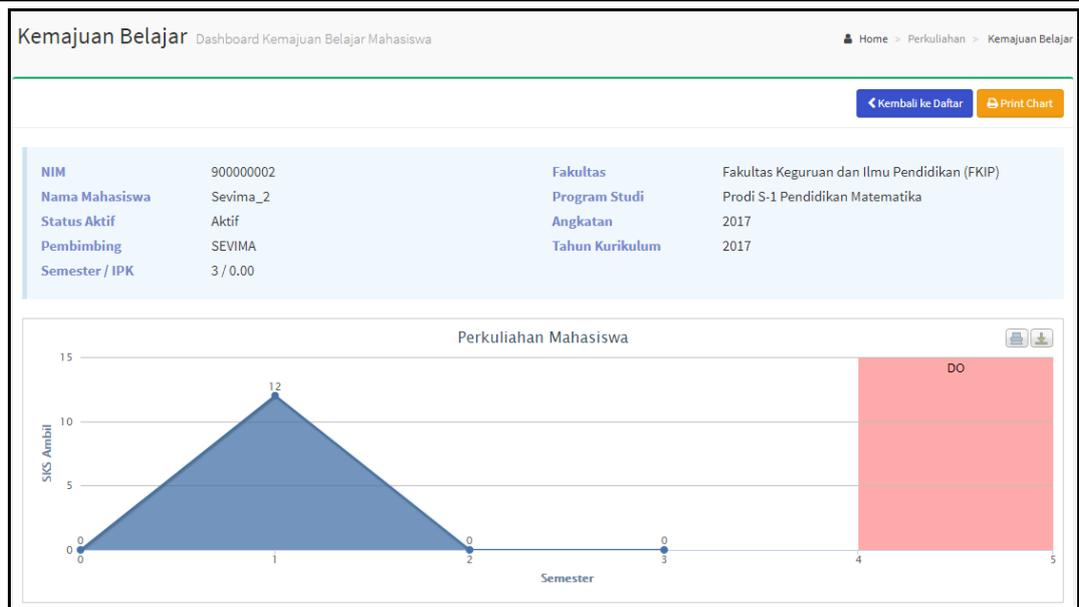 Kemajuan Belajar Dashboard Kemajuan Belajar Mahasiswa
Home > Perkuliahan > Kemajuan Belajar
Kembali ke Daftar Print Chart
NIM 900000002 Fakultas Fakultas Keguruan dan Ilmu Pendidikan (FKIP)
Nama Mahasiswa Sevima_2 Program Studi Prodi S-1 Pendidikan Matematika
Status Aktif Aktif Angkatan 2017
Pembimbing SEVIMA Tahun Kurikulum 2017
Semester / IPK 3 / 0.00
Perkuliahan Mahasiswa
15
DO
12
10
SKS Ambil
5
0 0 0 0
0 1 2 3 4 5
Semester